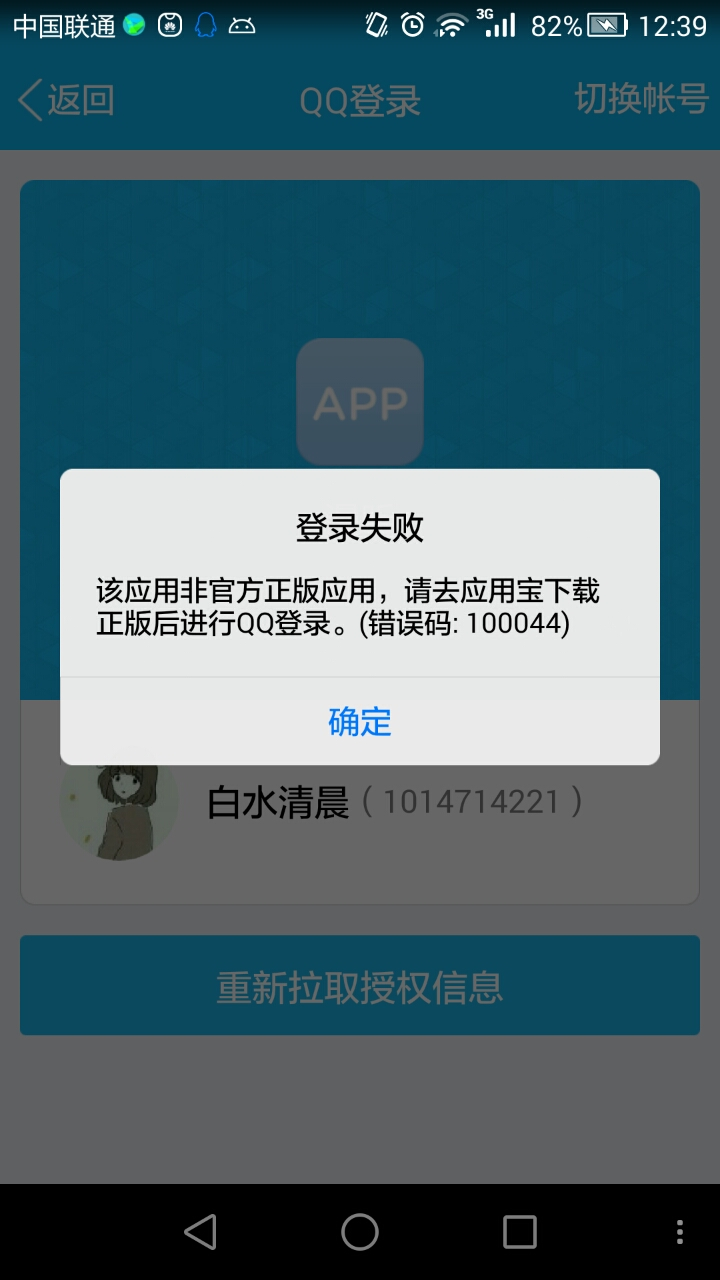 中国联通 3G 82% 12:39
返回 QQ登录 切换帐号
APP
登录失败
该应用非官方正版应用，请去应用宝下载
正版后进行QQ登录。(错误码: 100044)
确定
白水清晨（1014714221）
重新拉取授权信息